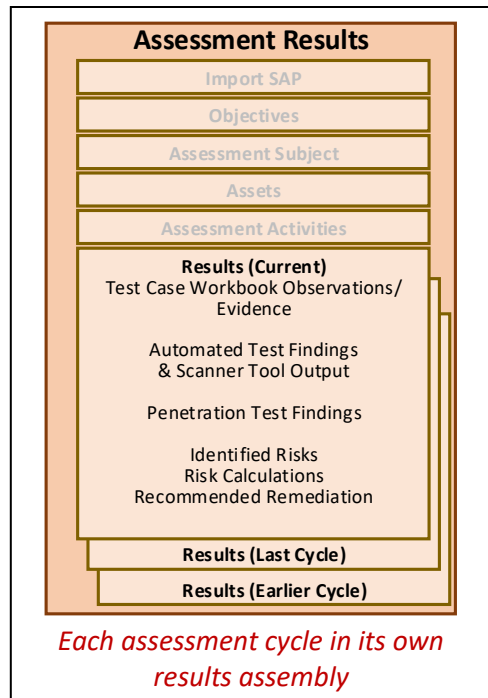 Assessment Results
Import SAP
Objectives
Assessment Subject
Assets
Assessment Activities
Results (Current)
Test Case Workbook Observations/
Evidence
Automated Test Findings
& Scanner Tool Output
Penetration Test Findings
Identified Risks
Risk Calculations
Recommended Remediation
Results (Last Cycle)
Results (Earlier Cycle)
Each assessment cycle in its own
results assembly